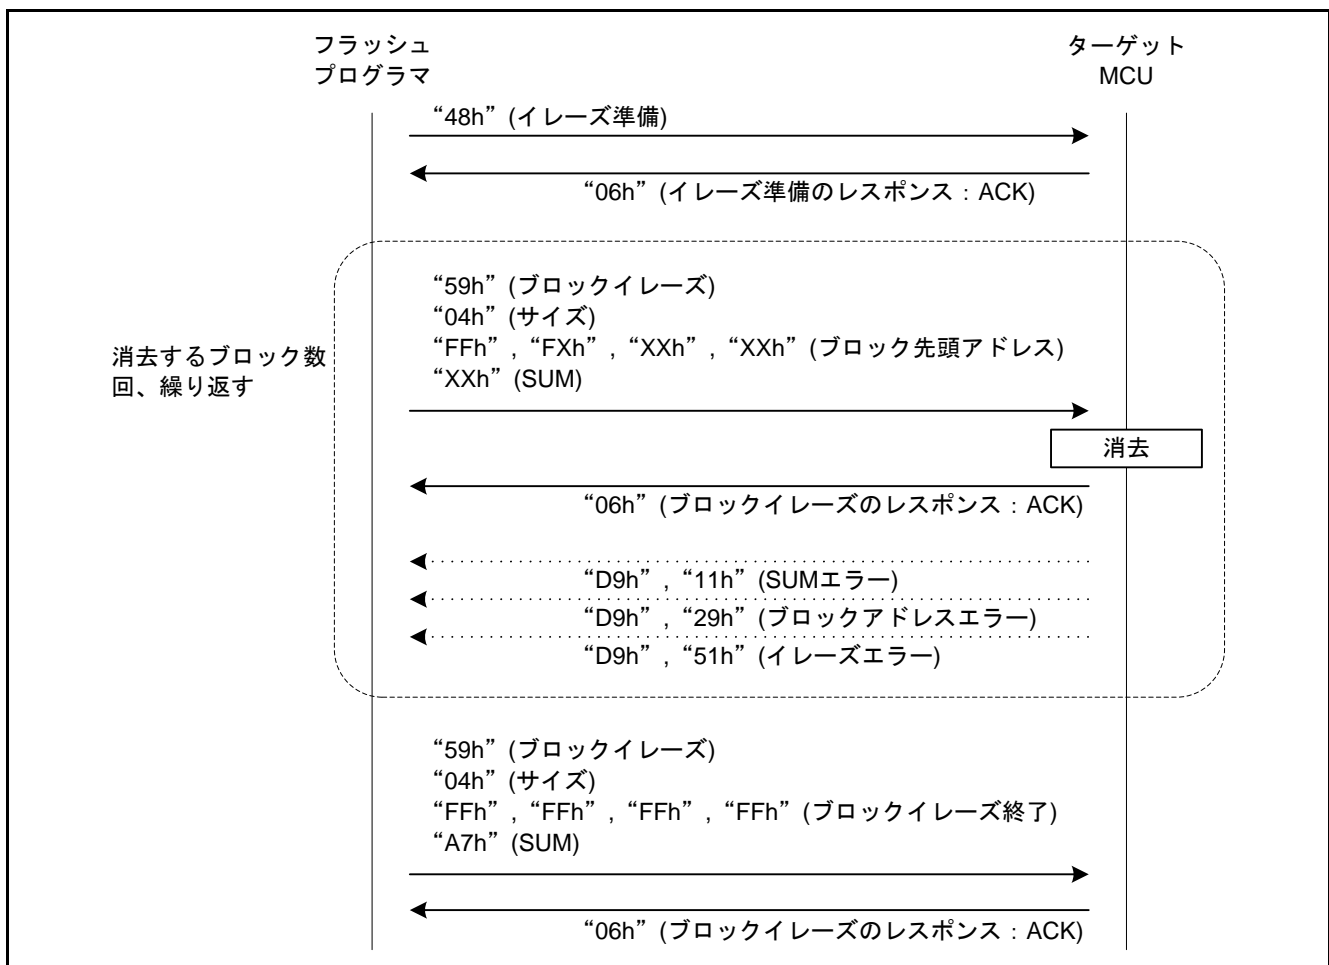 フラッシュ
プログラマ
ターゲット
MCU
“48h” (イレーズ準備)
“06h” (イレーズ準備のレスポンス：ACK)
“59h” (ブロックイレーズ)
“04h” (サイズ)
“FFh” , “FXh” , “XXh” , “XXh” (ブロック先頭アドレス)
“XXh” (SUM)
消去するブロック数
回、繰り返す
消去
“06h” (ブロックイレーズのレスポンス：ACK)
“D9h” , “11h” (SUMエラー)
“D9h” , “29h” (ブロックアドレスエラー)
“D9h” , “51h” (イレーズエラー)
“59h” (ブロックイレーズ)
“04h” (サイズ)
“FFh” , “FFh” , “FFh” , “FFh” (ブロックイレーズ終了)
“A7h” (SUM)
“06h” (ブロックイレーズのレスポンス：ACK)